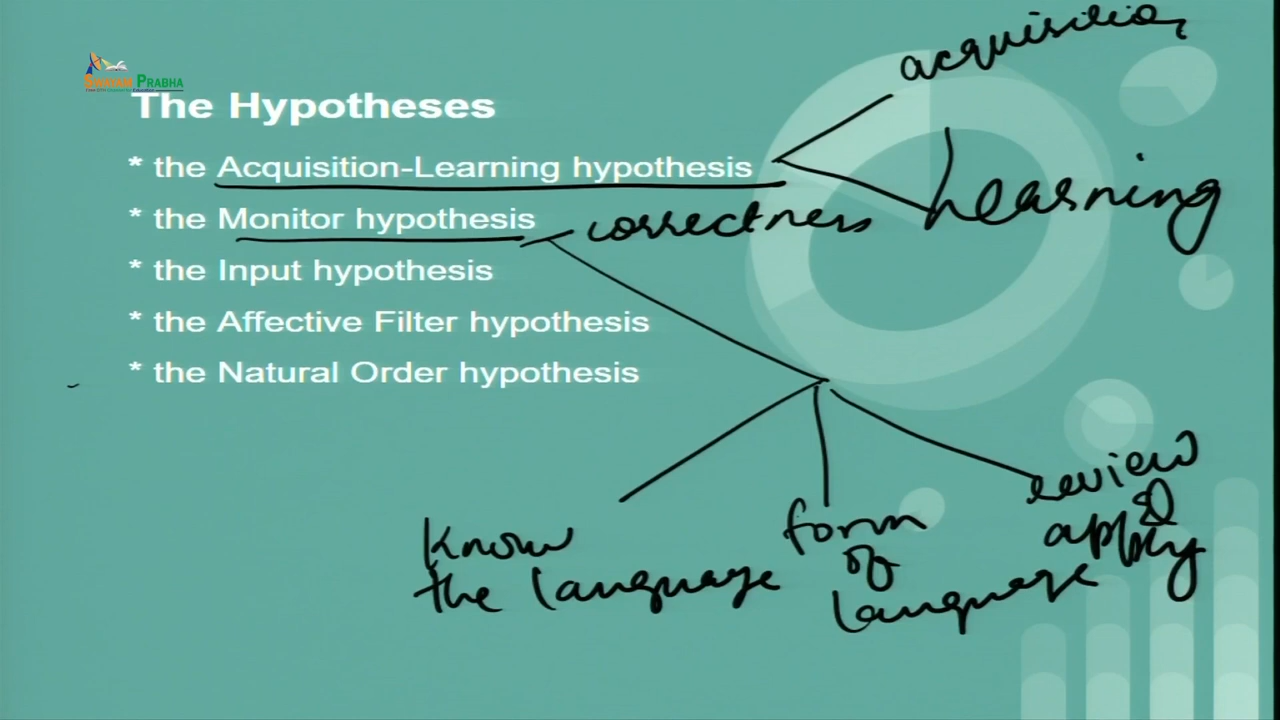 SWAYAM PRABHA
The Hypotheses
acquisition
* the Acquisition-Learning hypothesis
Learning
* the Monitor hypothesis
correctness
* the Input hypothesis
* the Affective Filter hypothesis
* the Natural Order hypothesis
know
the language
form
of
language
review
&
apply